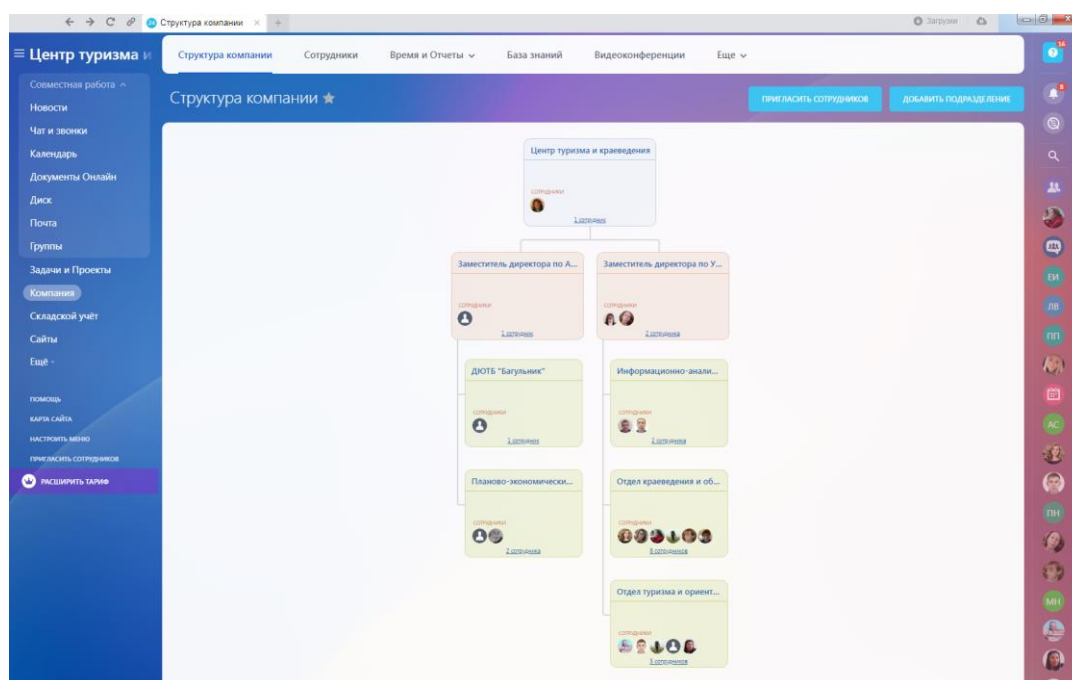 Структура компании
Загрузки
Центр туризма и
Структура компании
Сотрудники
Время и Отчеты
База знаний
Видеоконференции
Еще
Совместная работа
Новости
Чат и звонки
Календарь
Документы Онлайн
Диск
Почта
Группы
Задачи и Проекты
Компания
Складской учёт
Сайты
Ещё -
ПОМОЩЬ
КАРТА САЙТА
НАСТРОИТЬ МЕНЮ
ПРИГЛАСИТЬ СОТРУДНИКОВ
РАСШИРИТЬ ТАРИФ
Структура компании
ПРИГЛАСИТЬ СОТРУДНИКОВ
ДОБАВИТЬ ПОДРАЗДЕЛЕНИЕ
Центр туризма и краеведения
СОТРУДНИКИ
1 сотрудник
Заместитель директора по А...
СОТРУДНИКИ
1 сотрудник
Заместитель директора по У...
СОТРУДНИКИ
2 сотрудника
ДЮТБ "Багульник"
СОТРУДНИКИ
1 сотрудник
Информационно-анали...
СОТРУДНИКИ
2 сотрудника
Планово-экономически...
СОТРУДНИКИ
2 сотрудника
Отдел краеведения и об...
СОТРУДНИКИ
8 сотрудников
Отдел туризма и ориент...
СОТРУДНИКИ
ЕИ
ЛВ
ПП
АС
ПН
МН